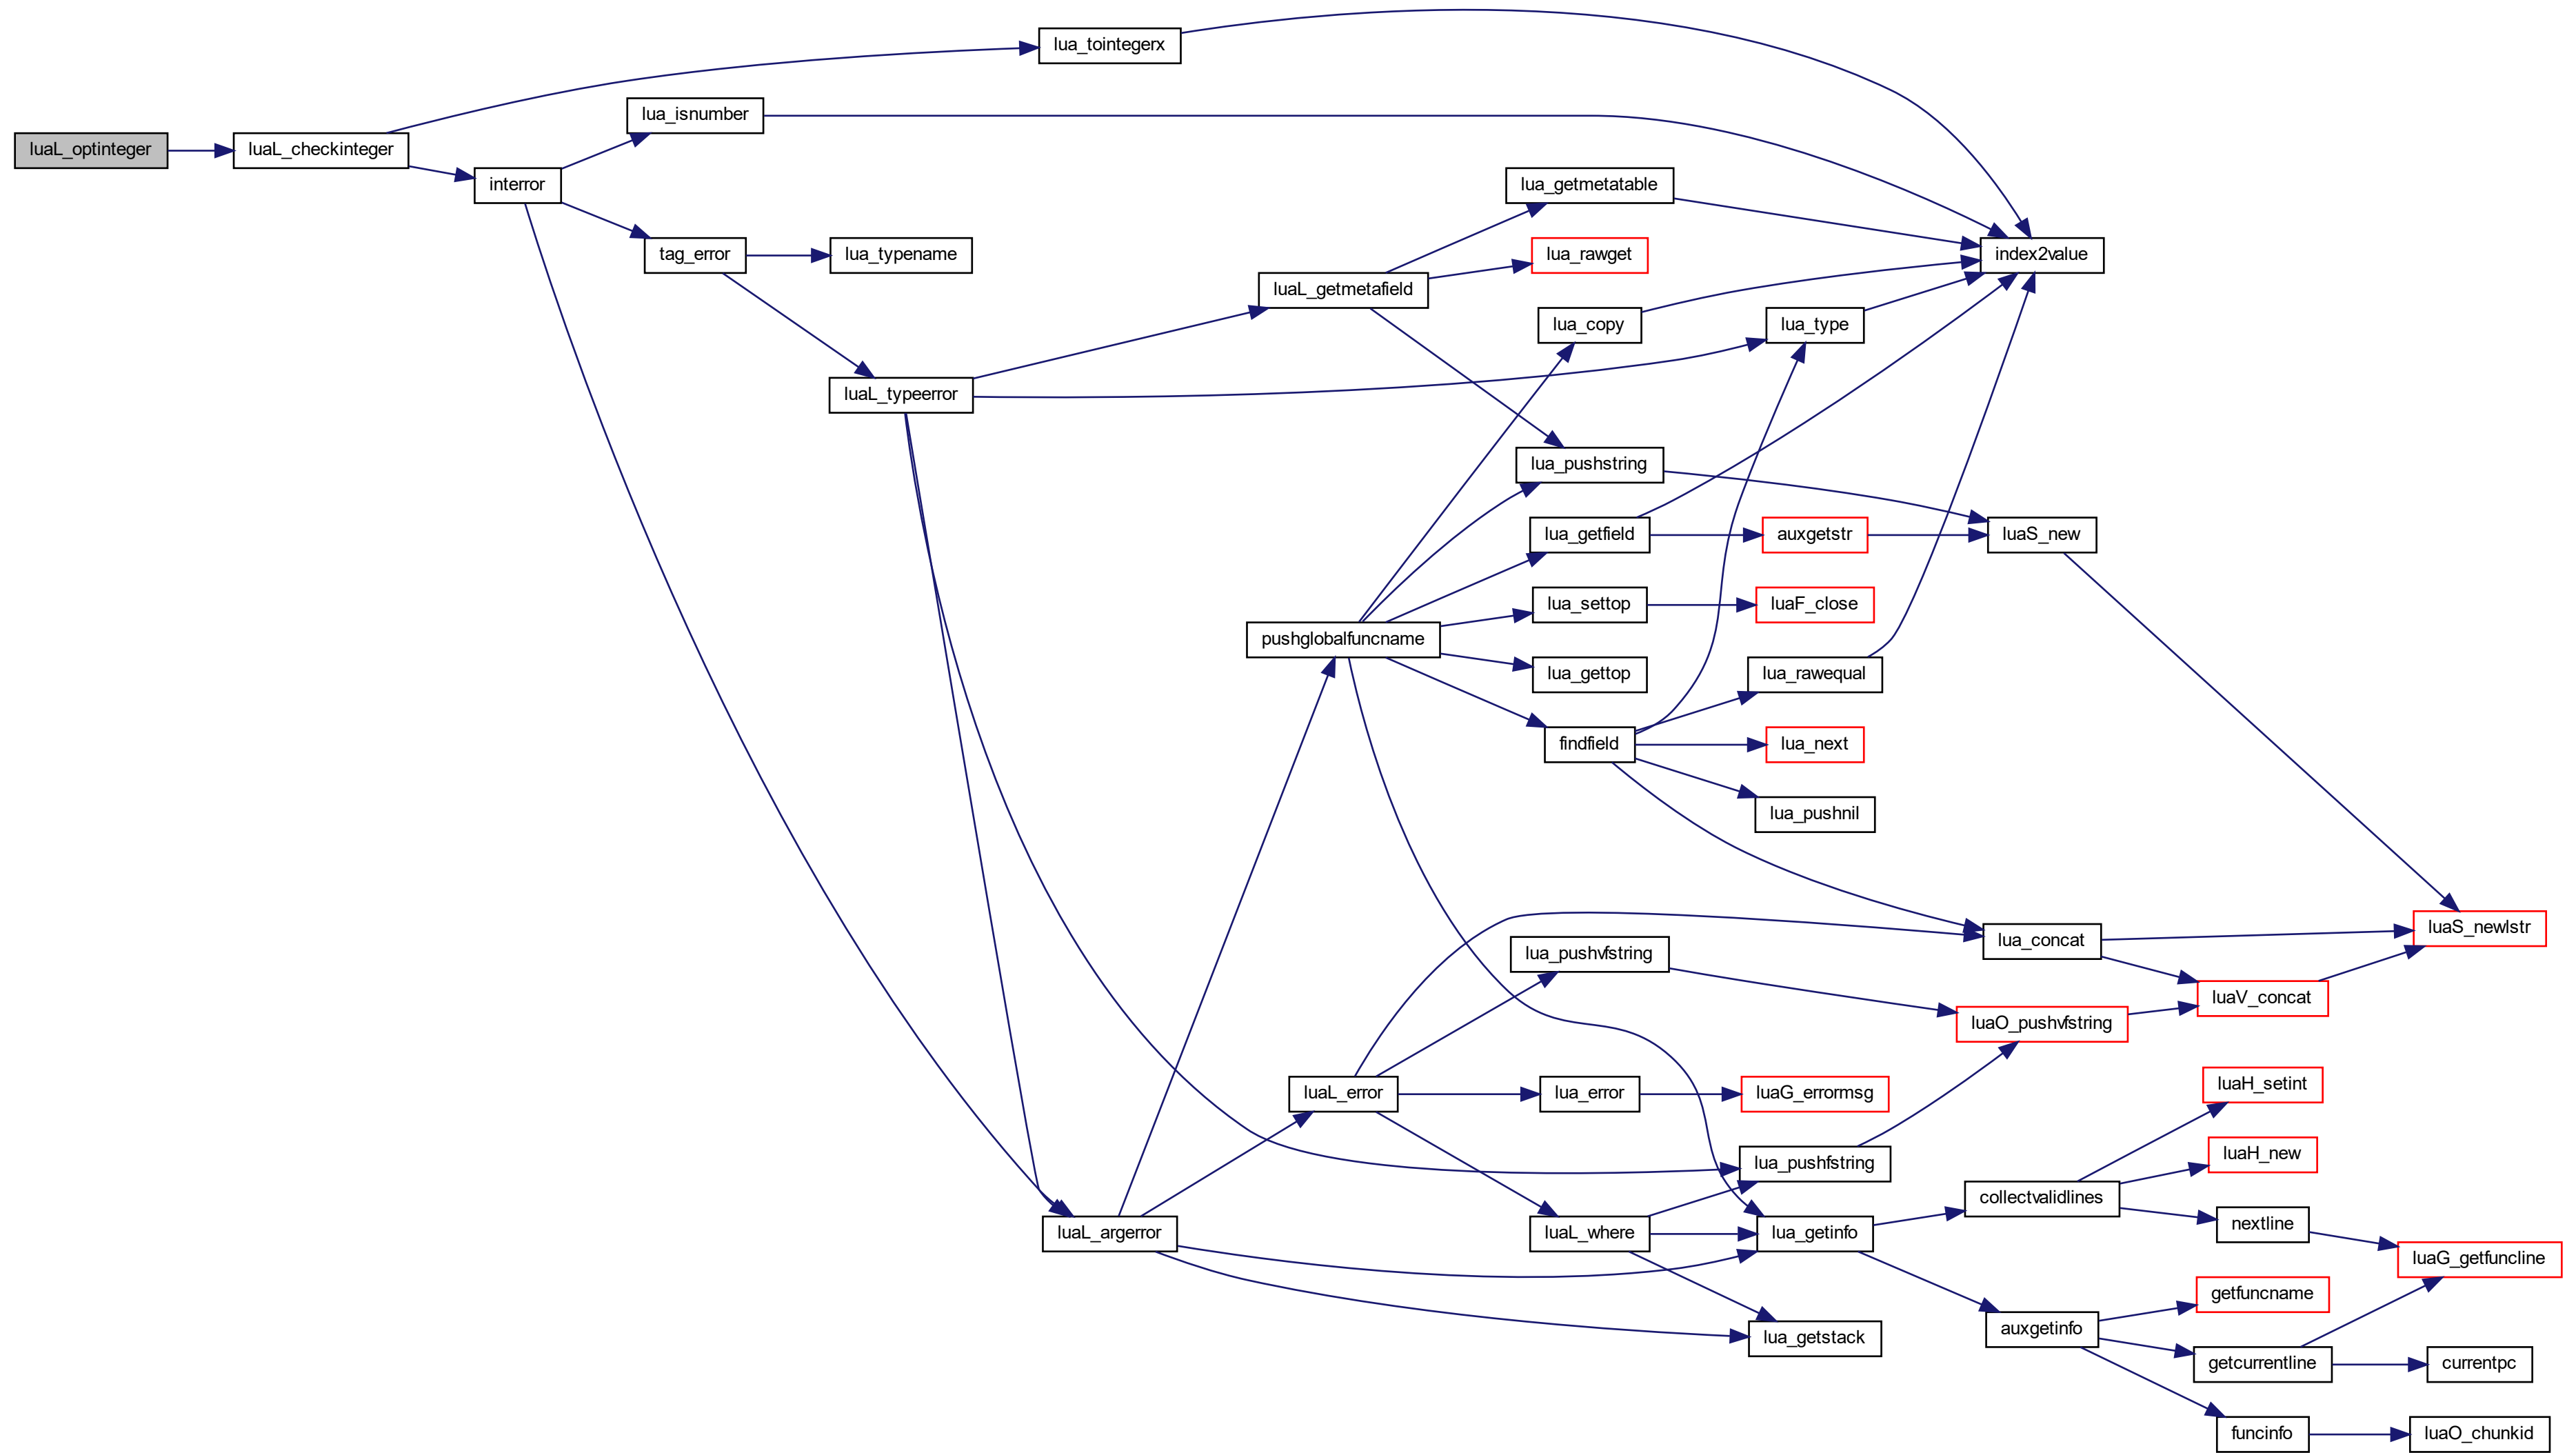 lua_tointegerx
lua_isnumber
luaL_optinteger
luaL_checkinteger
interror
lua_getmetatable
tag_error
lua_typename
lua_rawget
index2value
luaL_getmetafield
lua_copy
lua_type
luaL_typeerror
lua_pushstring
lua_getfield
auxgetstr
luaS_new
lua_settop
luaF_close
pushglobalfuncname
lua_gettop
lua_rawequal
findfield
lua_next
lua_pushnil
lua_concat
luaS_newlstr
lua_pushvfstring
luaV_concat
luaO_pushvfstring
luaH_setint
luaL_error
lua_error
luaG_errormsg
luaH_new
lua_pushfstring
collectvalidlines
nextline
luaL_argerror
luaL_where
lua_getinfo
luaG_getfuncline
getfuncname
auxgetinfo
lua_getstack
getcurrentline
currentpc
funcinfo
luaO_chunkid